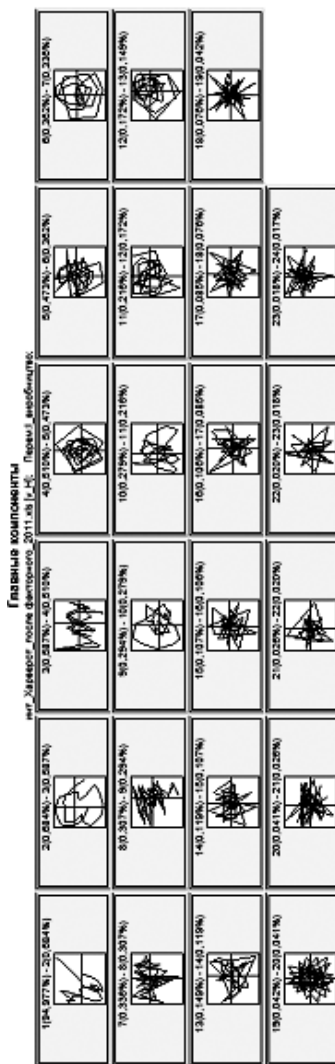 Главные компоненты
1(94,977%) - 2(0,684%)
2(0,684%) - 3(0,587%)
3(0,587%) - 4(0,510%)
4(0,510%) - 5(0,473%)
5(0,473%) - 6(0,362%)
6(0,362%) - 7(0,336%)
7(0,336%) - 8(0,307%)
8(0,307%) - 9(0,294%)
9(0,294%) - 10(0,279%)
10(0,279%) - 11(0,216%)
11(0,216%) - 12(0,172%)
12(0,172%) - 13(0,149%)
13(0,149%) - 14(0,119%)
14(0,119%) - 15(0,107%)
15(0,107%) - 16(0,106%)
16(0,106%) - 17(0,085%)
17(0,085%) - 18(0,076%)
18(0,076%) - 19(0,042%)
19(0,042%) - 20(0,041%)
20(0,041%) - 21(0,026%)
21(0,026%) - 22(0,020%)
22(0,020%) - 23(0,018%)
23(0,018%) - 24(0,017%)